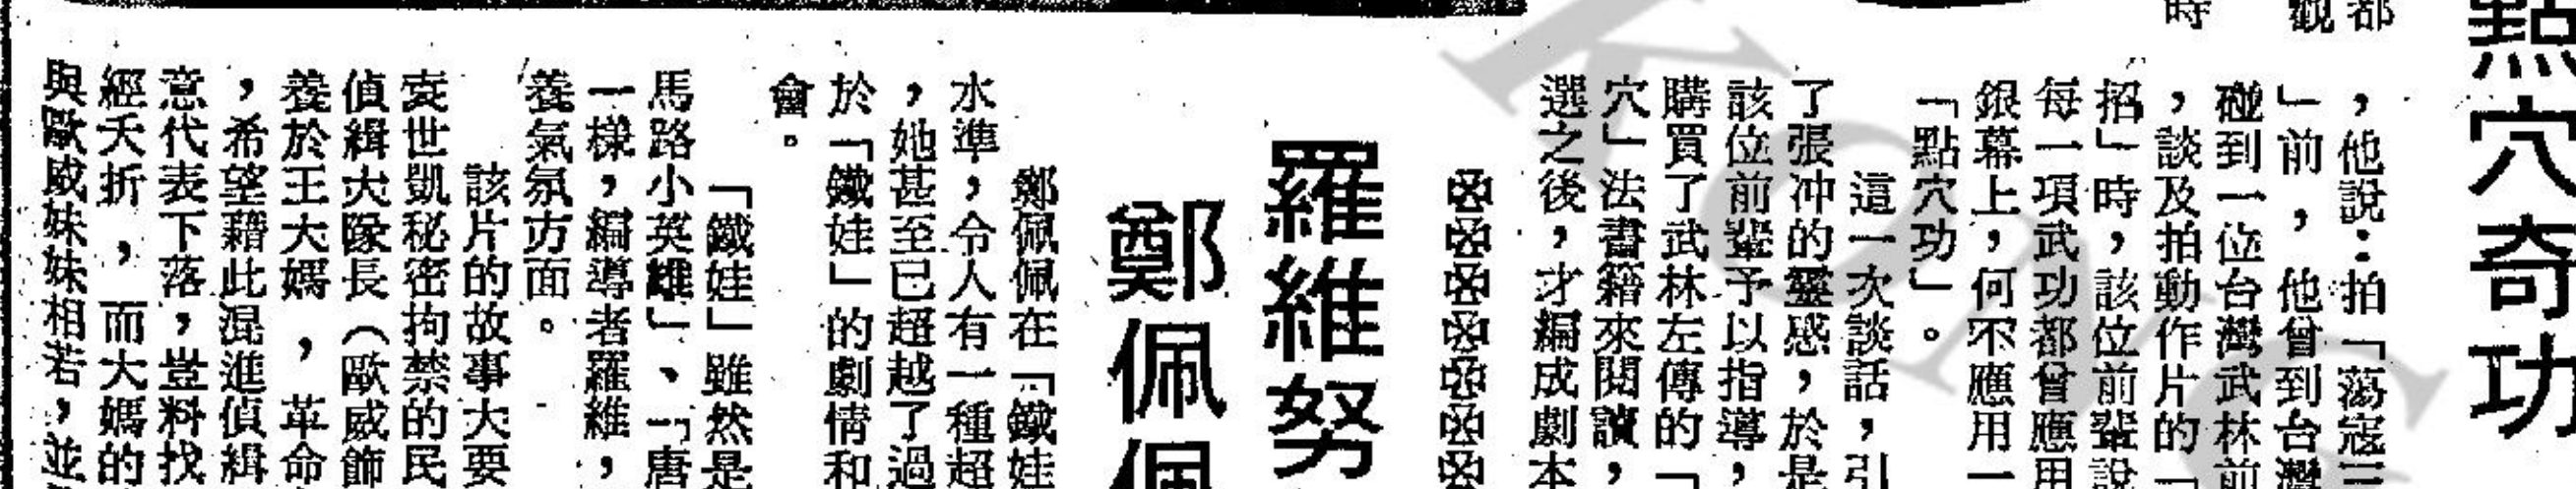 點穴奇功
都
觀
時
，他說：拍「蕩寇三
」前，他曾到台灣
碰到一位台灣武林前
，談及拍動作片的「
招」時，該位前輩說
每一項武功都曾應用
銀幕上，何不應用一
「點穴功」。
這一次談話，引
了張冲的靈感，於是
該位前輩予以指導，
購買了武林左傳的「
穴」法書籍來閱讀，
選之後，才編成劇本
羅維努
鄭佩佩
鄭佩佩在「鐵娃
水準，令人有一種超
，她甚至已超越了過
於「鐵娃」的劇情和
會。
「鐵娃」雖然是
馬路小英雄」、「唐
一樣，編導者羅維，
養氣氛方面。
該片的故事大要
袁世凱秘密拘禁的民
偵緝大隊長（歐威飾
養於王大媽，革命
，希望藉此混進偵緝
意代表下落，豈料找
經夭折，而大媽的
與歐威妹妹相若，並
KONG